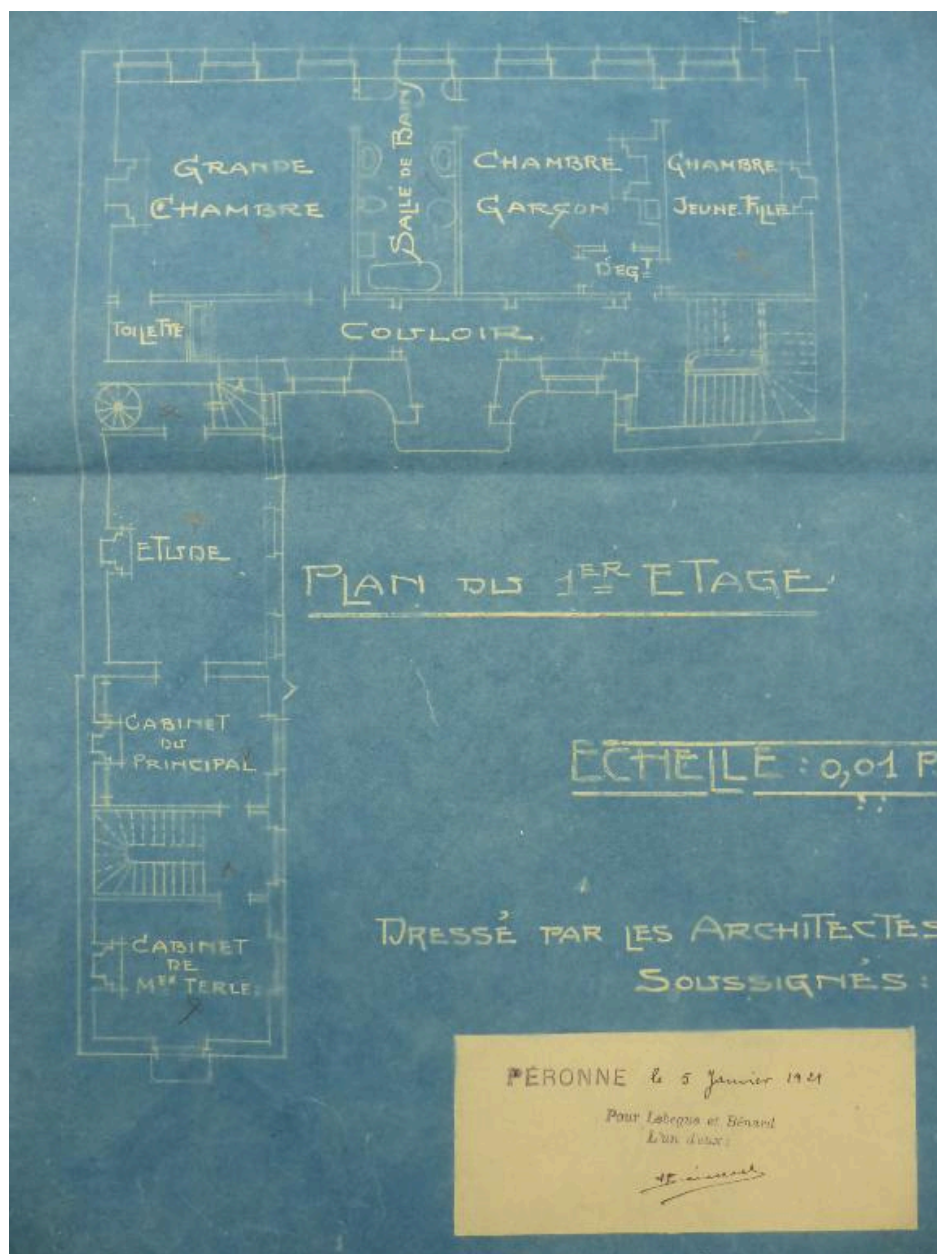 GRANDE
CHAMBRE
SALLE DE BAIN
CHAMBRE
GARÇON
CHAMBRE
JEUNE FILLE
DÉGT
TOILETTE
COULOIR.
ETUDE
PLAN DU 1ER ETAGE
CABINET
DU
PRINCIPAL
ECHELLE : 0,01 P.
CABINET
DE
MER TERLE.
DRESSÉ PAR LES ARCHITECTES
SOUSSIGNÉS :
PÉRONNE le 5 Janvier 1921
Pour Lebègue et Bénard
L'un d'eux :